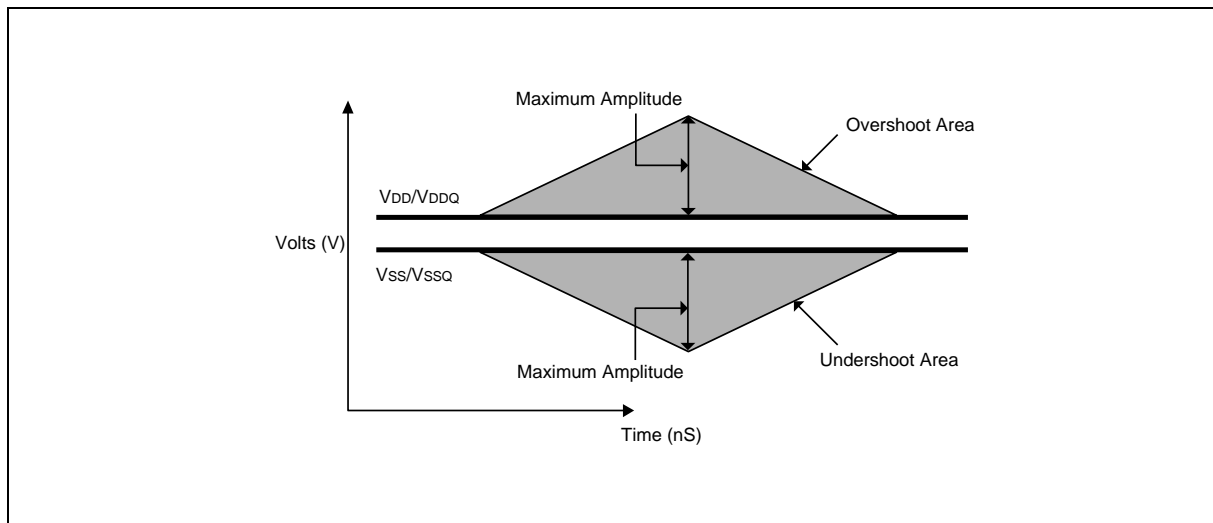 Maximum Amplitude
Overshoot Area
VDD/VDDQ
Volts (V)
VSS/VSSQ
Undershoot Area
Maximum Amplitude
Time (nS)